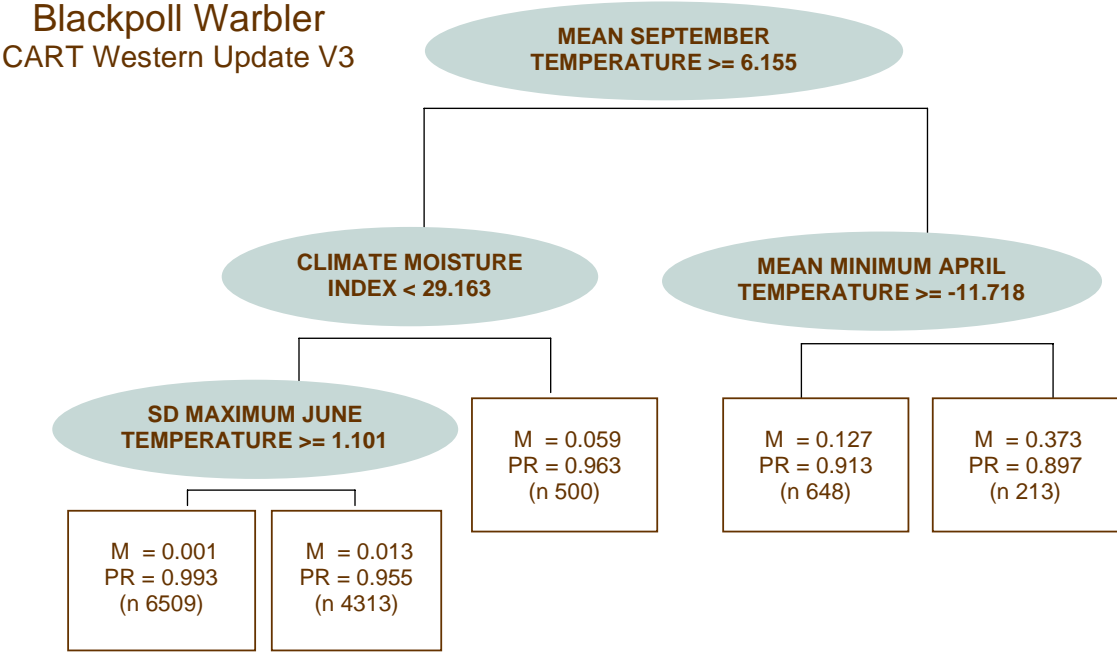 Blackpoll Warbler
CART Western Update V3
MEAN SEPTEMBER
TEMPERATURE >= 6.155
CLIMATE MOISTURE
INDEX < 29.163
MEAN MINIMUM APRIL
TEMPERATURE >= -11.718
SD MAXIMUM JUNE
TEMPERATURE >= 1.101
M = 0.059
PR = 0.963
(n 500)
M = 0.127
PR = 0.913
(n 648)
M = 0.373
PR = 0.897
(n 213)
M = 0.001
PR = 0.993
(n 6509)
M = 0.013
PR = 0.955
(n 4313)